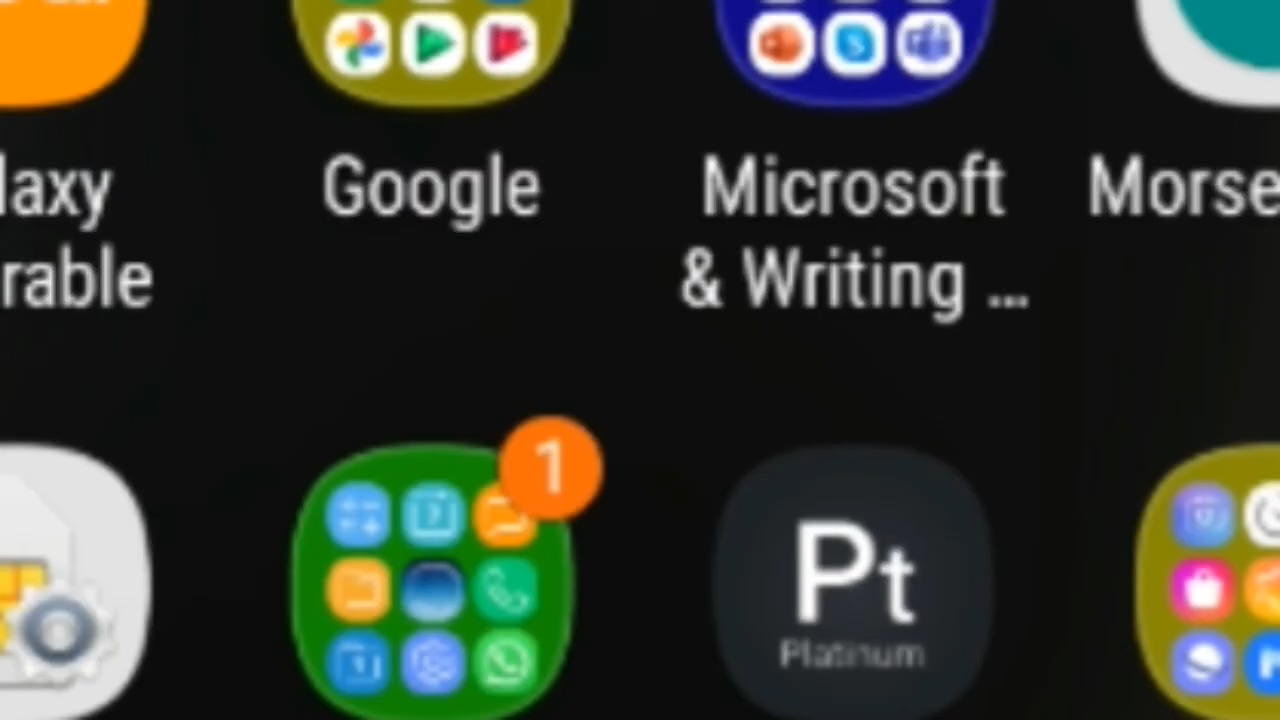 laxy
rable
Google
Microsoft
& Writing ...
Morse
1
Pt
Platinum